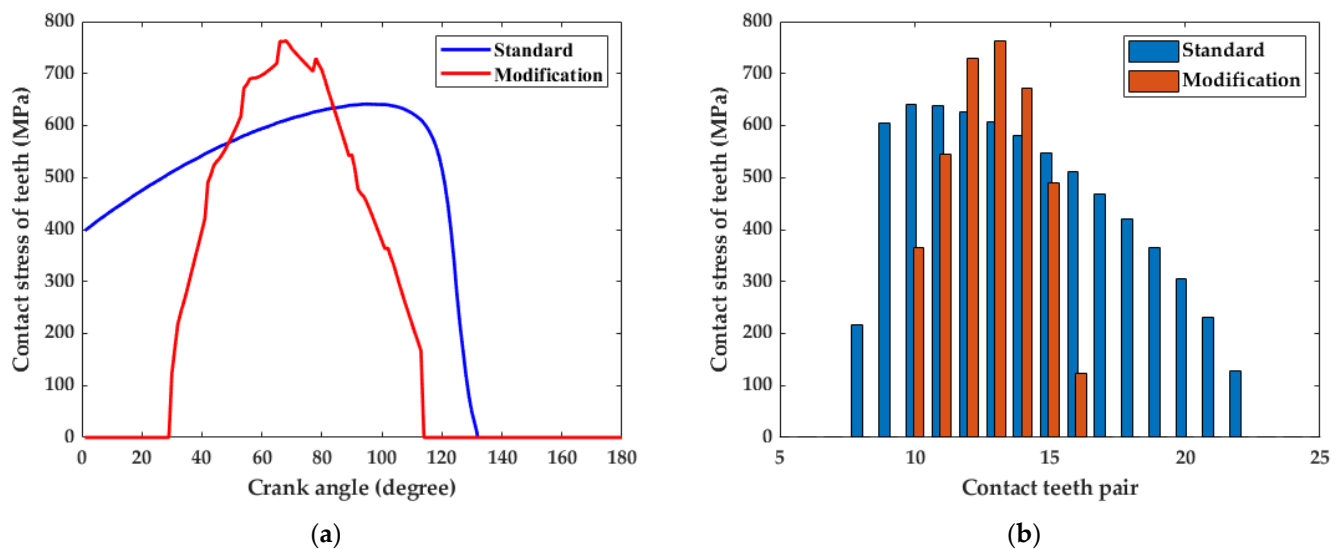 800
700
600
500
400
300
200
100
0
Contact stress of teeth (MPa)
Standard
Modification
0 20 40 60 80 100 120 140 160 180
Crank angle (degree)
(a)
800
700
600
500
400
300
200
100
0
Contact stress of teeth (MPa)
Standard
Modification
5 10 15 20 25
Contact teeth pair
(b)